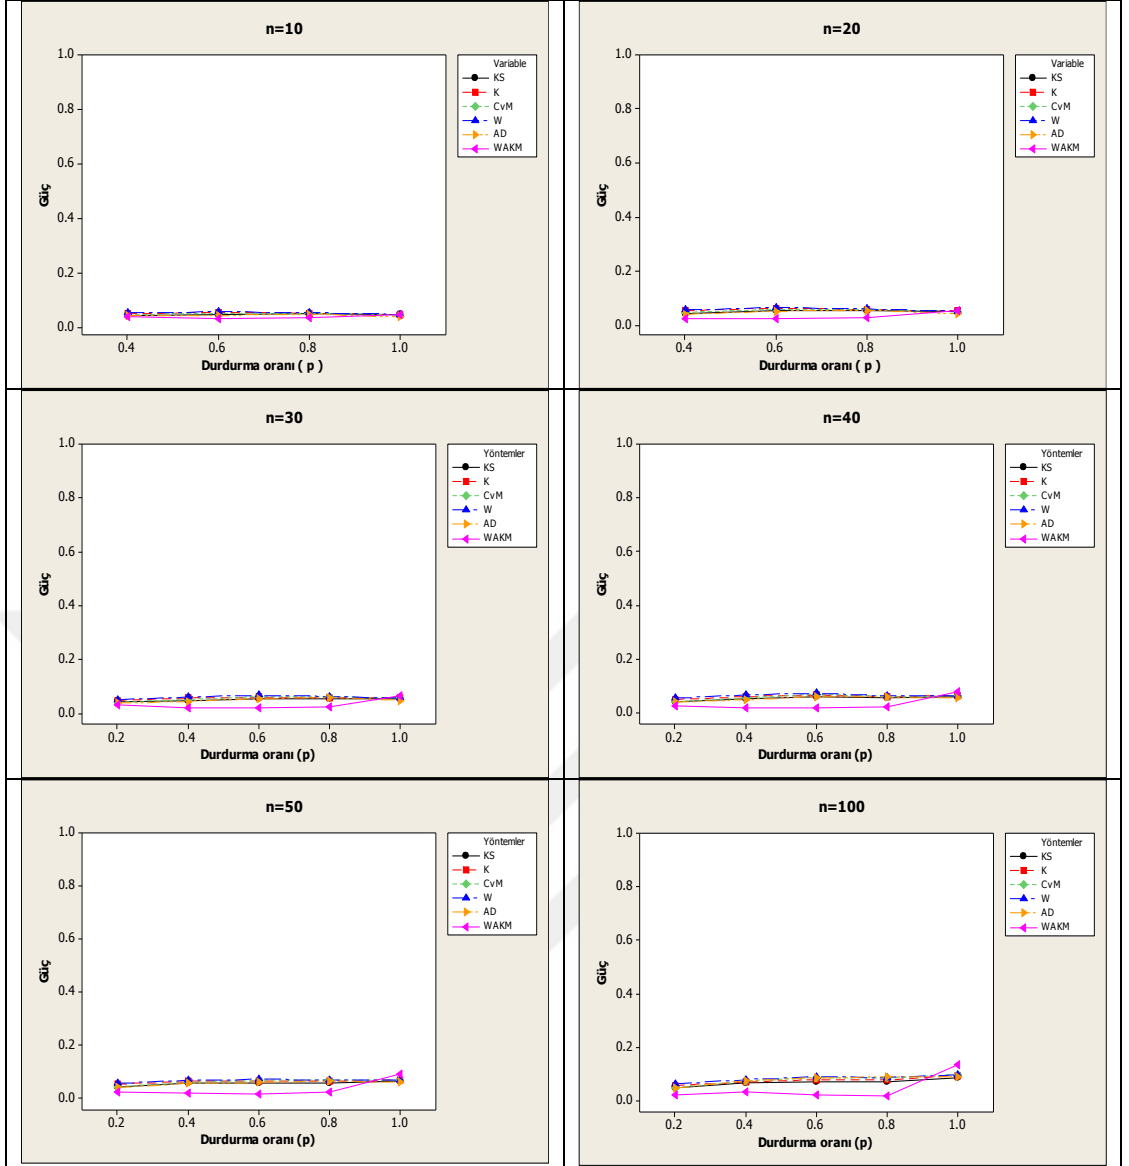 n=10
1.0
0.8
0.6
0.4
0.2
0.0
Güç
0.4 0.6 0.8 1.0
Durdurma oranı ( p )
Variable
KS
K
CvM
W
AD
WAKM
n=20
1.0
0.8
0.6
0.4
0.2
0.0
Güç
0.4 0.6 0.8 1.0
Durdurma oranı ( p )
Variable
KS
K
CvM
W
AD
WAKM
n=30
1.0
0.8
0.6
0.4
0.2
0.0
Güç
0.2 0.4 0.6 0.8 1.0
Durdurma oranı (p)
Yöntemler
KS
K
CvM
W
AD
WAKM
n=40
1.0
0.8
0.6
0.4
0.2
0.0
Güç
0.2 0.4 0.6 0.8 1.0
Durdurma oranı (p)
Yöntemler
KS
K
CvM
W
AD
WAKM
n=50
1.0
0.8
0.6
0.4
0.2
0.0
Güç
0.2 0.4 0.6 0.8 1.0
Durdurma oranı (p)
Yöntemler
KS
K
CvM
W
AD
WAKM
n=100
1.0
0.8
0.6
0.4
0.2
0.0
Güç
0.2 0.4 0.6 0.8 1.0
Durdurma oranı (p)
Yöntemler
KS
K
CvM
W
AD
WAKM